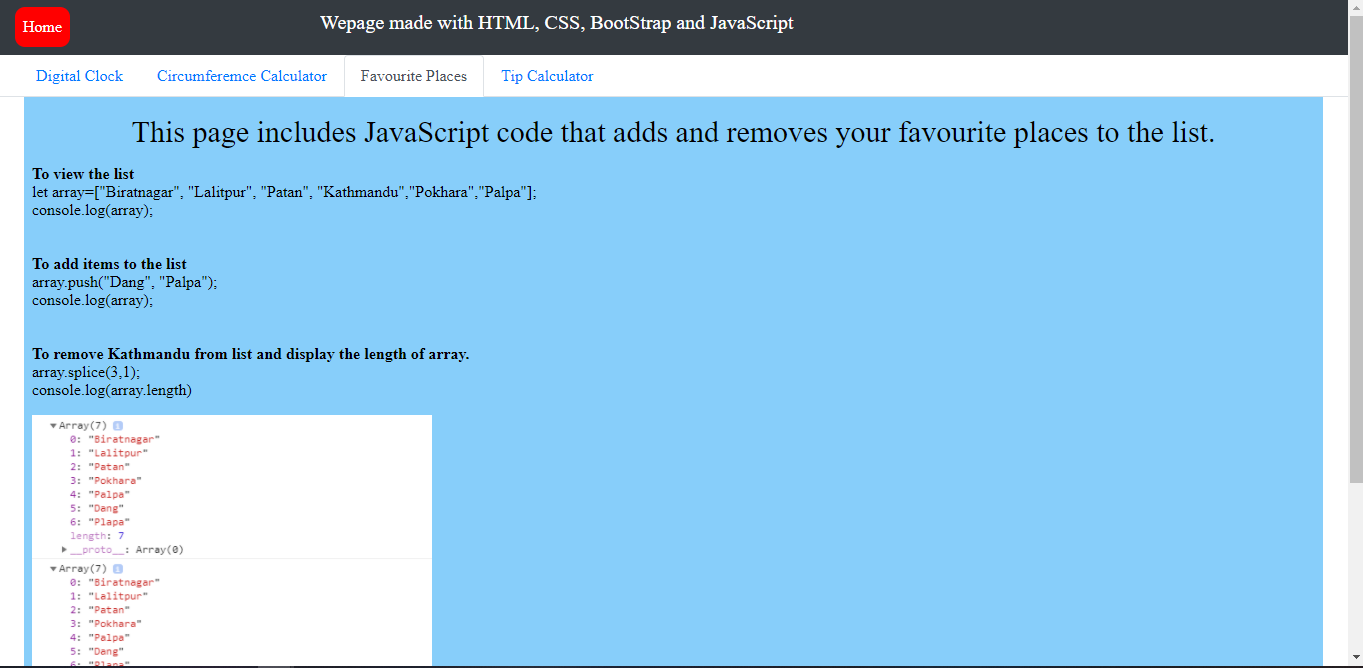 Home
Wepage made with HTML, CSS, BootStrap and JavaScript
Digital Clock Circumferemce Calculator Favourite Places Tip Calculator
This page includes JavaScript code that adds and removes your favourite places to the list.
To view the list
let array=["Biratnagar", "Lalitpur", "Patan", "Kathmandu","Pokhara","Palpa"];
console.log(array);
To add items to the list
array.push("Dang", "Palpa");
console.log(array);
To remove Kathmandu from list and display the length of array.
array.splice(3,1);
console.log(array.length)
▼Array(7) i
0: "Biratnagar"
1: "Lalitpur"
2: "Patan"
3: "Pokhara"
4: "Palpa"
5: "Dang"
6: "Plapa"
length: 7
▶__proto__: Array(0)
▼Array(7) i
0: "Biratnagar"
1: "Lalitpur"
2: "Patan"
3: "Pokhara"
4: "Palpa"
5: "Dang"
6: "Plapa"